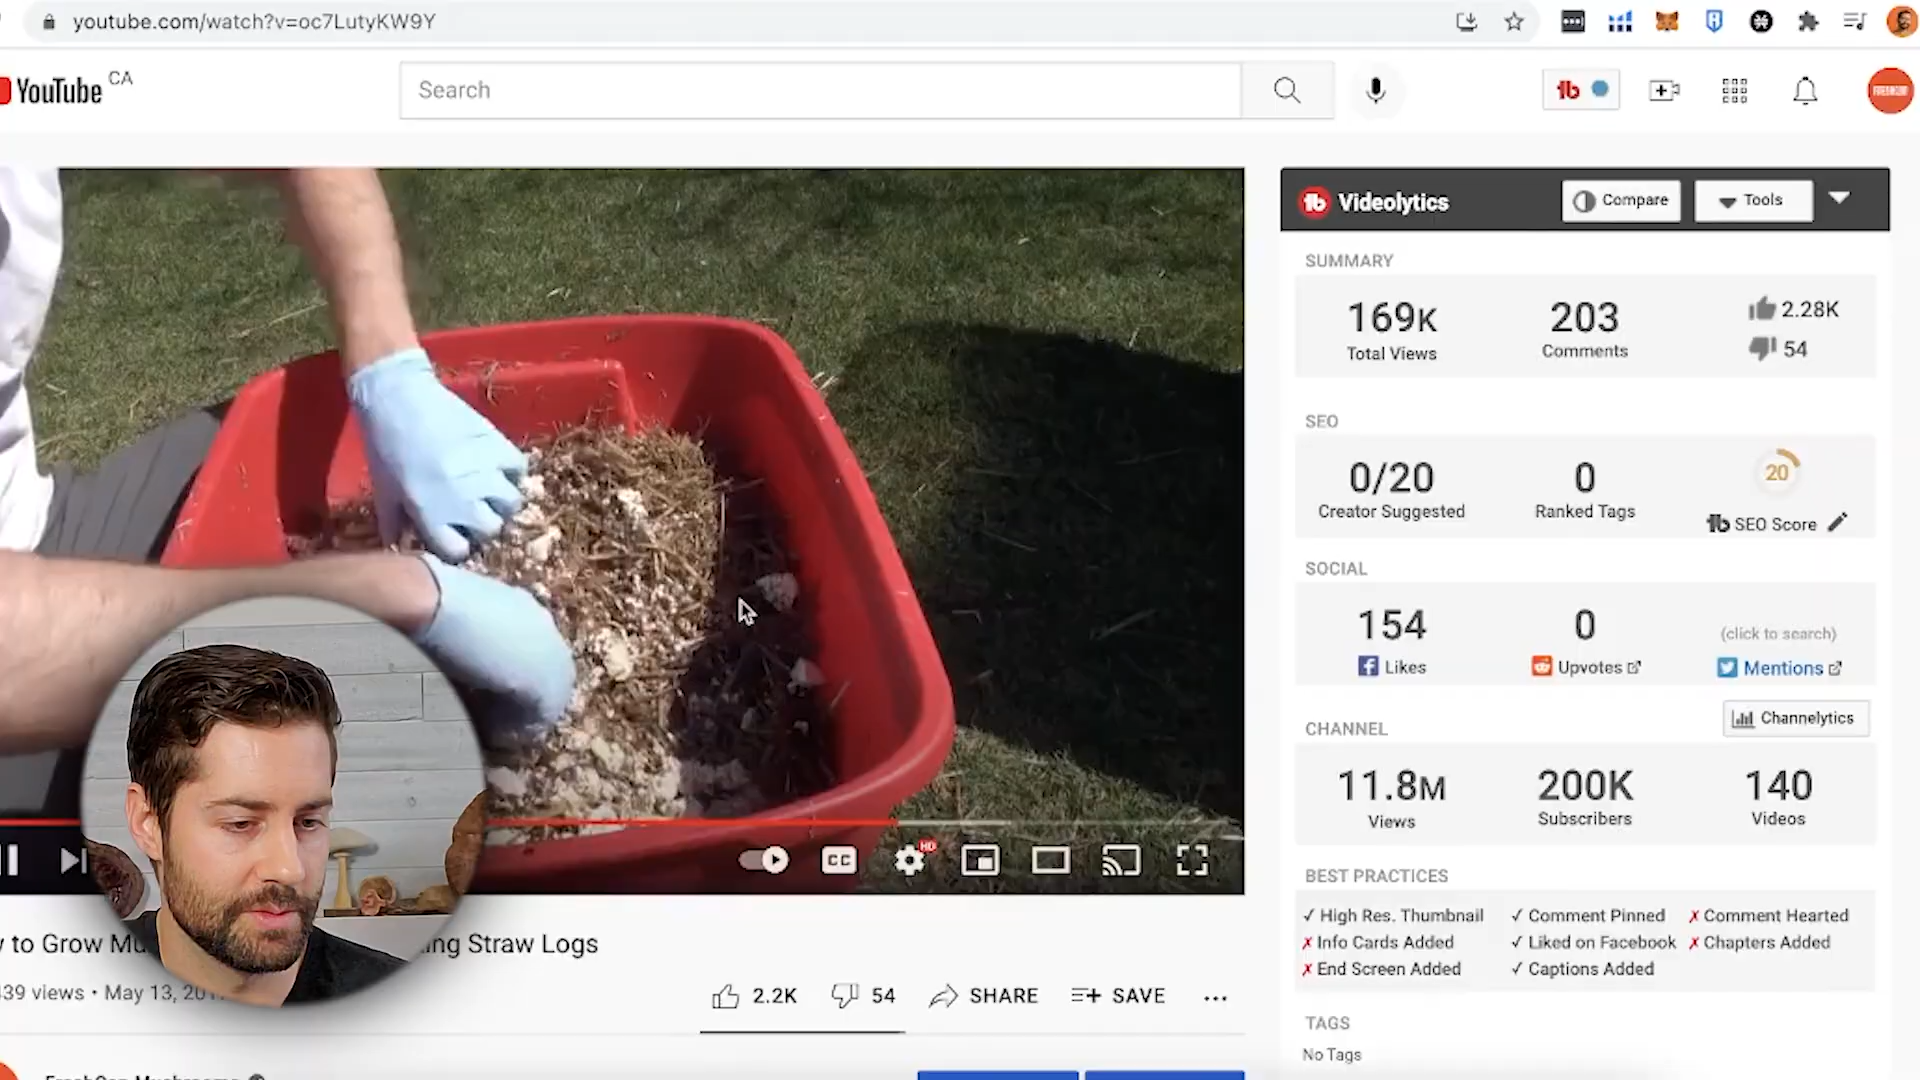 youtube.com/watch?v=oc7LutyKW9Y
YouTube CA
Search
FRESHCAP
HD
CC
to Grow Mu
ng Straw Logs
39 views • May 13, 20
2.2K
54
SHARE
SAVE
Videolytics
Compare
Tools
SUMMARY
169K
Total Views
203
Comments
2.28K
54
SEO
0/20
Creator Suggested
0
Ranked Tags
20
SEO Score
SOCIAL
154
Likes
0
Upvotes
(click to search)
Mentions
CHANNEL
Channelytics
11.8M
Views
200K
Subscribers
140
Videos
BEST PRACTICES
✓ High Res. Thumbnail
✓ Comment Pinned
✗ Comment Hearted
✗ Info Cards Added
✓ Liked on Facebook
✗ Chapters Added
✗ End Screen Added
✓ Captions Added
TAGS
No Tags